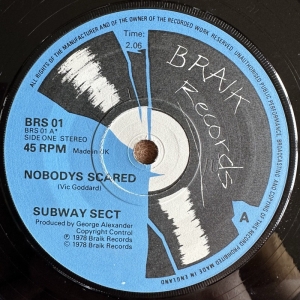 ALL RIGHTS OF THE MANUFACTURER AND OF THE OWNER OF THE RECORDED WORK RESERVED. UNAUTHORISED PUBLIC PERFORMANCE, BROADCASTING AND COPYING OF THIS RECORD PROHIBITED MADE IN ENGLAND
Time:
2.06
BRAIK
Records
BRS 01
BRS 01 A*
SIDE ONE STEREO
45 RPM Made in UK
NOBODYS SCARED
(Vic Goddard)
A
SUBWAY SECT
Produced by George Alexander
Copyright Control
℗ 1978 Braik Records
© 1978 Braik Records